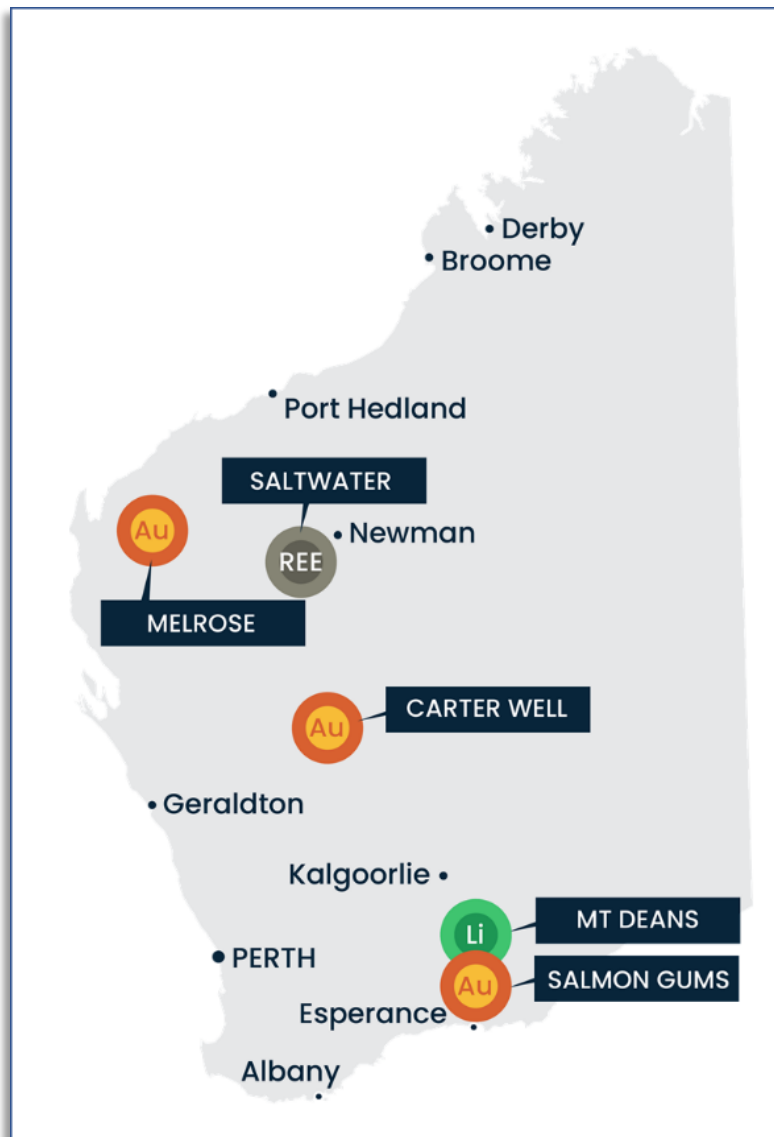 Derby
Broome
Port Hedland
SALTWATER
Au
Newman
REE
MELROSE
CARTER WELL
Au
Geraldton
Kalgoorlie
MT DEANS
Li
PERTH
SALMON GUMS
Au
Esperance
Albany